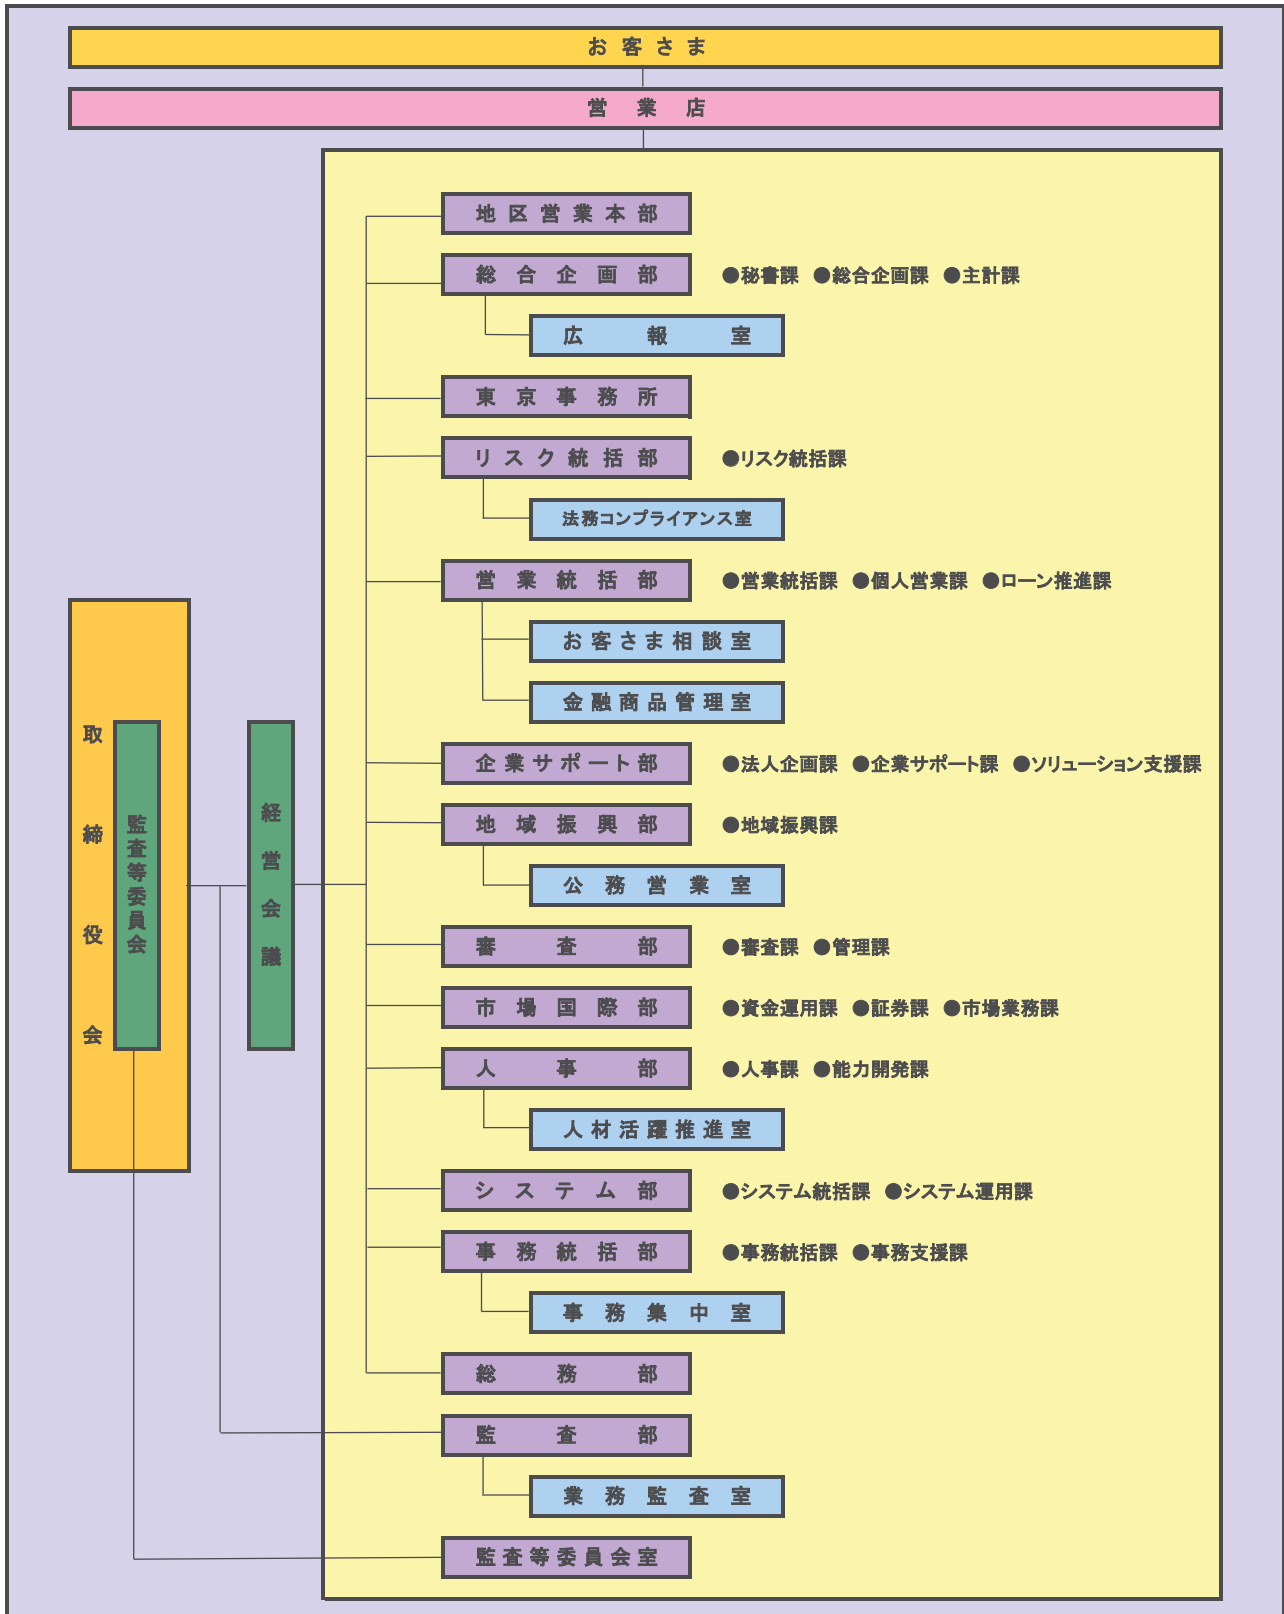 お客さま
営業店
地区営業本部
総合企画部 ●秘書課 ●総合企画課 ●主計課
広報室
東京事務所
リスク統括部 ●リスク統括課
法務コンプライアンス室
営業統括部 ●営業統括課 ●個人営業課 ●ローン推進課
お客さま相談室
金融商品管理室
企業サポート部 ●法人企画課 ●企業サポート課 ●ソリューション支援課
地域振興部 ●地域振興課
公務営業室
審査部 ●審査課 ●管理課
市場国際部 ●資金運用課 ●証券課 ●市場業務課
人事部 ●人事課 ●能力開発課
人材活躍推進室
システム部 ●システム統括課 ●システム運用課
事務統括部 ●事務統括課 ●事務支援課
事務集中室
総務部
監査部
業務監査室
監査等委員会室
取締役会
監査等委員会
経営会議